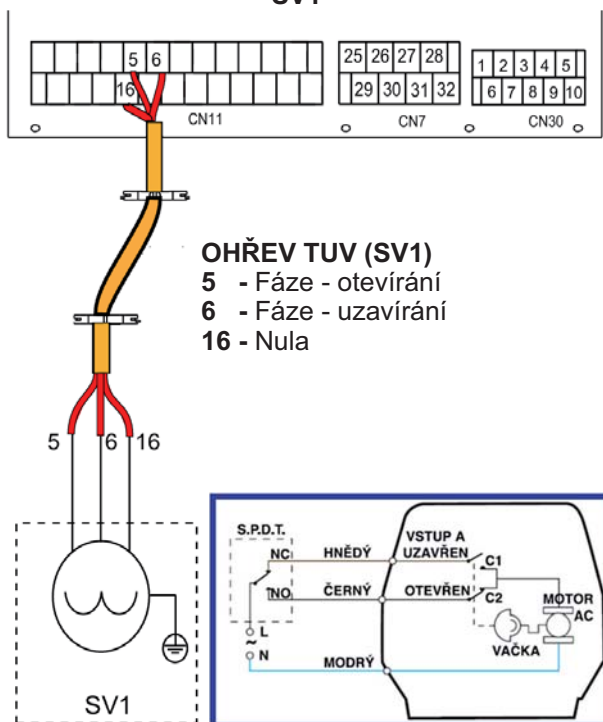 SV1
5 6
16
CN11
25 26 27 28
29 30 31 32
CN7
1 2 3 4 5
6 7 8 9 10
CN30
OHŘEV TUV (SV1)
5 - Fáze - otevírání
6 - Fáze - uzavírání
16 - Nula
5 6 16
SV1
S.P.D.T.
NC
HNĚDÝ
VSTUP A
UZAVŘEN
C1
NO
ČERNÝ
OTEVŘEN
C2
MOTOR
AC
L
~
N
VAČKA
MODRÝ